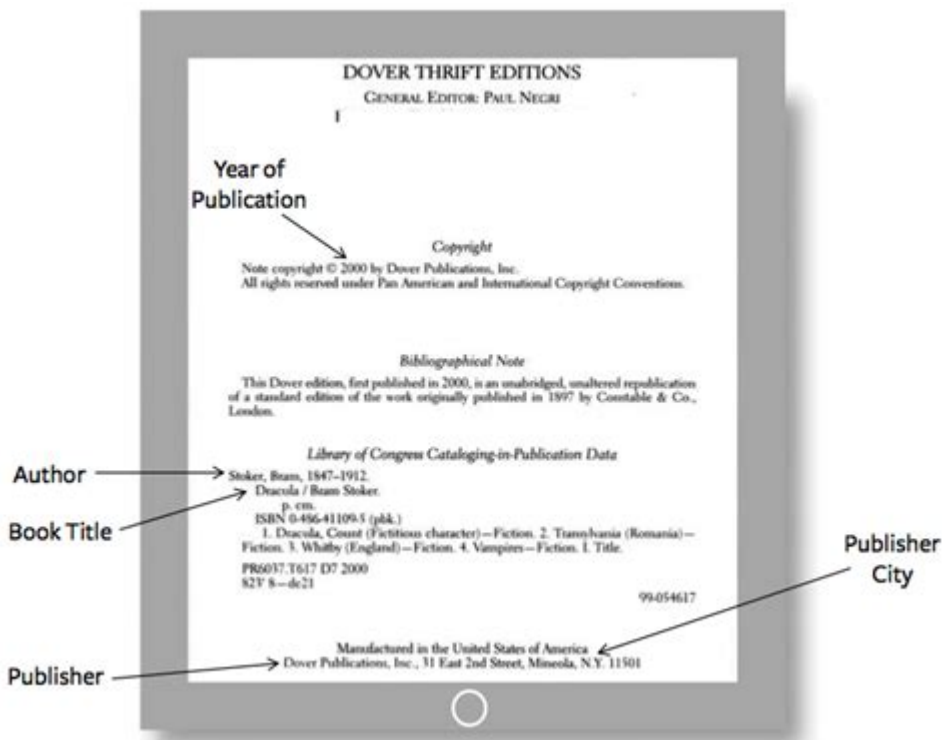 DOVER THRIFT EDITIONS
GENERAL EDITOR: PAUL NEGRI
Year of
Publication
Copyright
Note copyright © 2000 by Dover Publications, Inc.
All rights reserved under Pan American and International Copyright Conventions.
Bibliographical Note
This Dover edition, first published in 2000, is an unabridged, unaltered republication
of a standard edition of the work originally published in 1897 by Constable & Co.,
London.
Library of Congress Cataloging-in-Publication Data
Author
Stoker, Bram, 1847–1912.
Book Title
Dracula / Bram Stoker.
p. cm.
ISBN 0-486-41109-5 (pbk.)
1. Dracula, Count (Fictitious character)—Fiction. 2. Transylvania (Romania)—
Fiction. 3. Whitby (England)—Fiction. 4. Vampires—Fiction. I. Title.
PR6037.T617 D7 2000
823' 8—dc21
99-054617
Publisher
City
Manufactured in the United States of America
Publisher
Dover Publications, Inc., 31 East 2nd Street, Mineola, N.Y. 11501